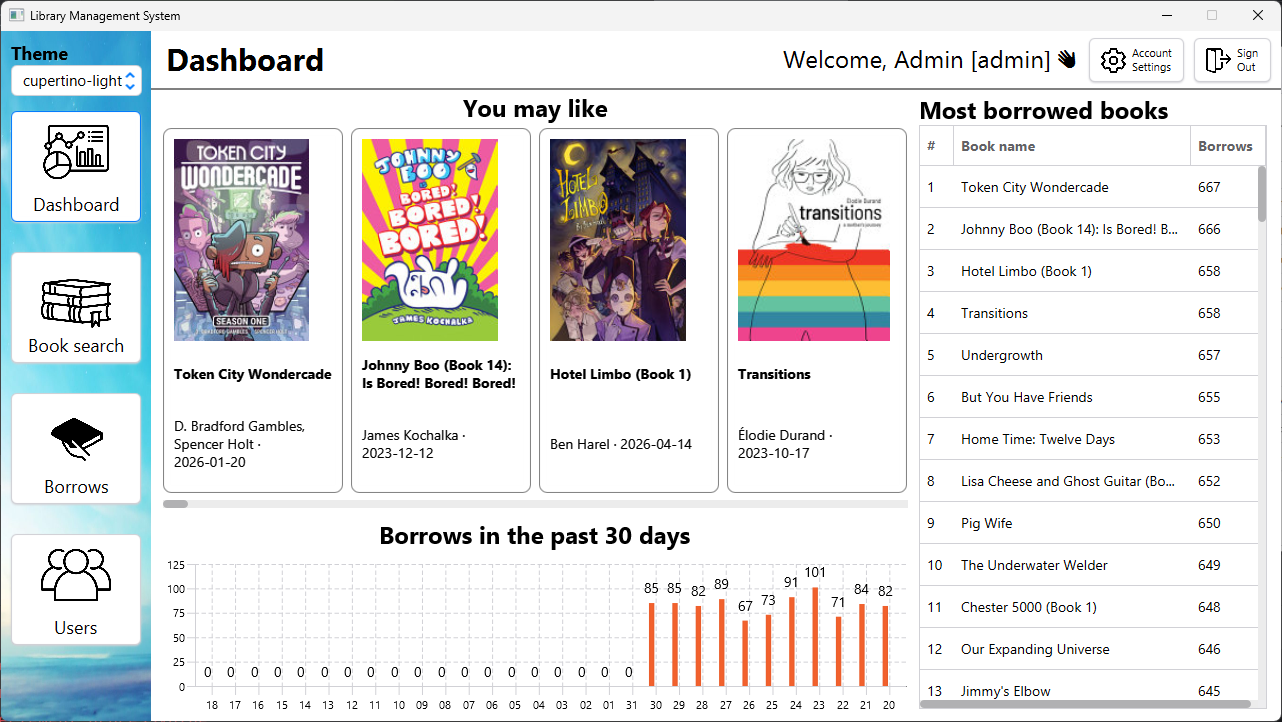 Library Management System
Theme
cupertino-light
Dashboard
Book search
Borrows
Users
Dashboard
Welcome, Admin [admin]
Account
Settings
Sign
Out
You may like
TOKEN CITY
WONDERCADE
SEASON ONE
D. BRADFORD GAMBLES, SPENCER HOLT
Token City Wondercade
D. Bradford Gambles,
Spencer Holt ·
2026-01-20
JOHNNY
BOO
IS
BORED!
BORED!
BORED!
JAMES KOCHALKA
Johnny Boo (Book 14):
Is Bored! Bored! Bored!
James Kochalka ·
2023-12-12
HOTEL
LIMBO
Hotel Limbo (Book 1)
Ben Harel · 2026-04-14
Élodie Durand
transitions
a mother's journey
Transitions
Élodie Durand ·
2023-10-17
Borrows in the past 30 days
125
100
75
50
25
0
0 0 0 0 0 0 0 0 0 0 0 0 0 0 0 0 0 0 0 85 85 82 89 67 73 91 101 71 84 82
18 17 16 15 14 13 12 11 10 09 08 07 06 05 04 03 02 01 31 30 29 28 27 26 25 24 23 22 21 20
Most borrowed books
# Book name Borrows
1 Token City Wondercade 667
2 Johnny Boo (Book 14): Is Bored! B... 666
3 Hotel Limbo (Book 1) 658
4 Transitions 658
5 Undergrowth 657
6 But You Have Friends 655
7 Home Time: Twelve Days 653
8 Lisa Cheese and Ghost Guitar (Bo... 652
9 Pig Wife 650
10 The Underwater Welder 649
11 Chester 5000 (Book 1) 648
12 Our Expanding Universe 646
13 Jimmy's Elbow 645